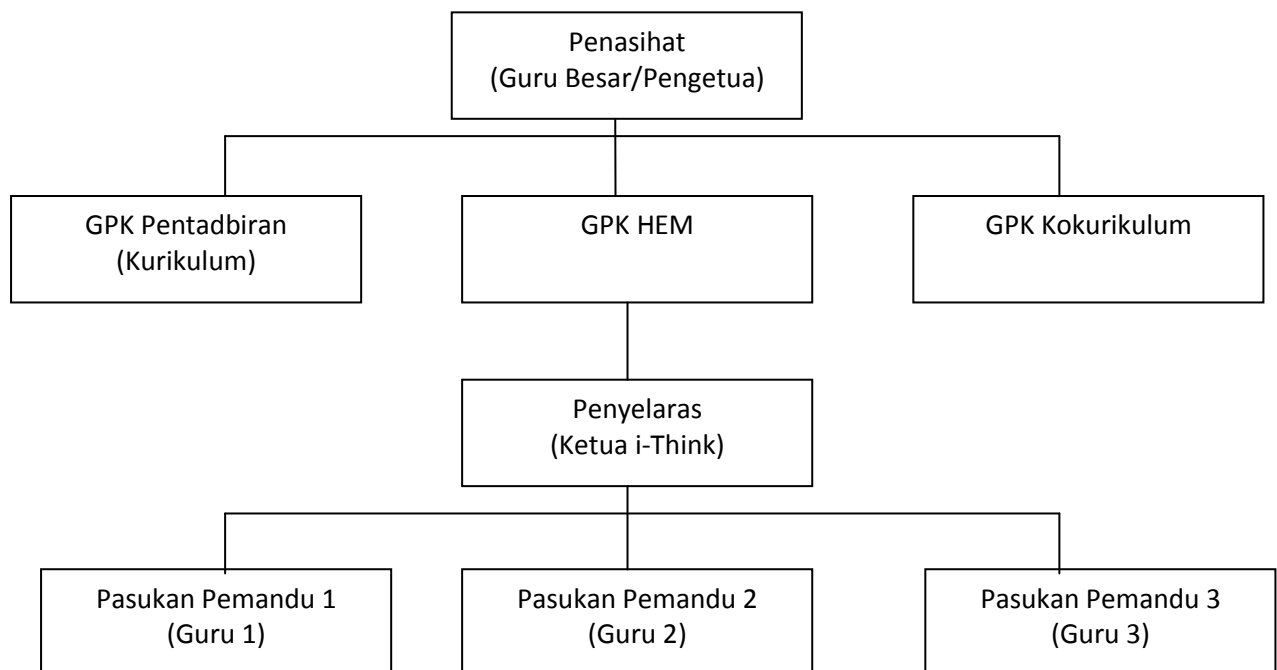 Penasihat
(Guru Besar/Pengetua)
GPK Pentadbiran
(Kurikulum)
GPK HEM
GPK Kokurikulum
Penyelaras
(Ketua i-Think)
Pasukan Pemandu 1
(Guru 1)
Pasukan Pemandu 2
(Guru 2)
Pasukan Pemandu 3
(Guru 3)